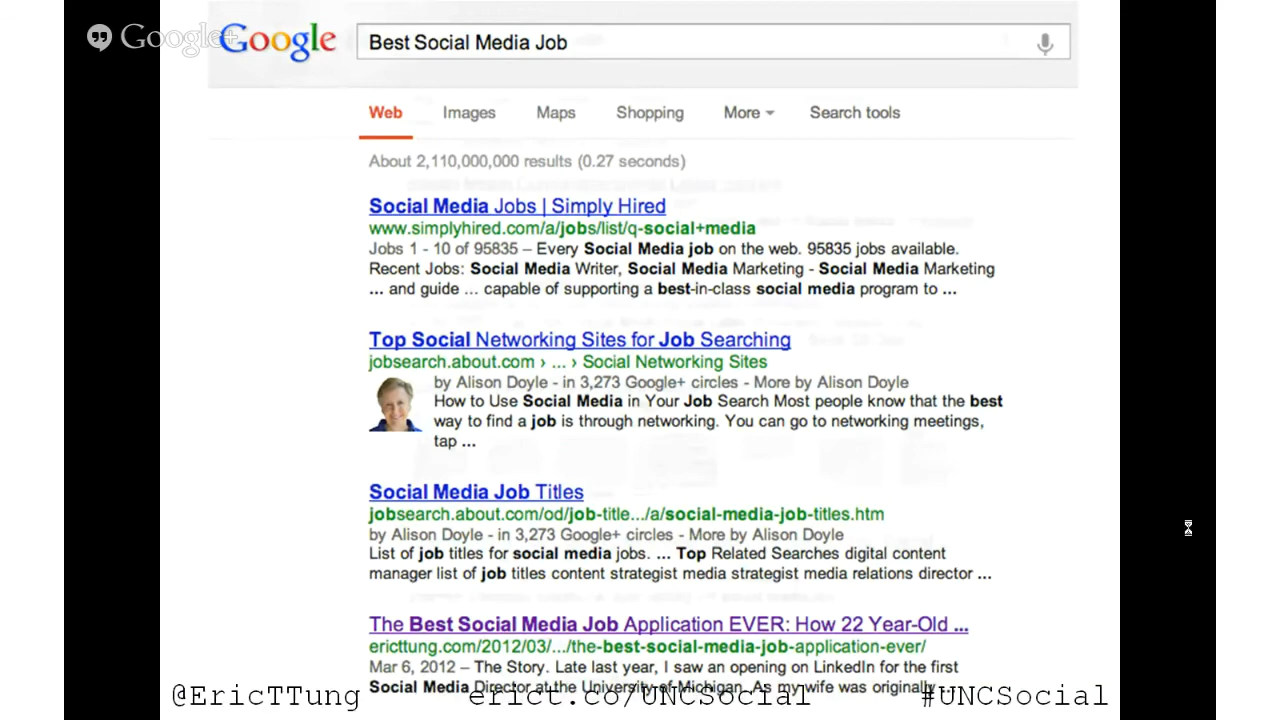 Google+
Google
Best Social Media Job
Web Images Maps Shopping More Search tools
About 2,110,000,000 results (0.27 seconds)
Social Media Jobs | Simply Hired
www.simplyhired.com/a/jobs/list/q-social+media
Jobs 1 - 10 of 95835 – Every Social Media job on the web. 95835 jobs available.
Recent Jobs: Social Media Writer, Social Media Marketing - Social Media Marketing
... and guide ... capable of supporting a best-in-class social media program to ...
Top Social Networking Sites for Job Searching
jobsearch.about.com › ... › Social Networking Sites
by Alison Doyle - in 3,273 Google+ circles - More by Alison Doyle
How to Use Social Media in Your Job Search Most people know that the best
way to find a job is through networking. You can go to networking meetings,
tap ...
Social Media Job Titles
jobsearch.about.com/od/job-title.../a/social-media-job-titles.htm
by Alison Doyle - in 3,273 Google+ circles - More by Alison Doyle
List of job titles for social media jobs. ... Top Related Searches digital content
manager list of job titles content strategist media strategist media relations director ...
The Best Social Media Job Application EVER: How 22 Year-Old ...
ericttung.com/2012/03/.../the-best-social-media-job-application-ever/
Mar 6, 2012 – The Story. Late last year, I saw an opening on LinkedIn for the first
Social Media Director at the University of Michigan. As my wife was originally ...
@EricTTung erict.co/UNCSocial #UNCSocial